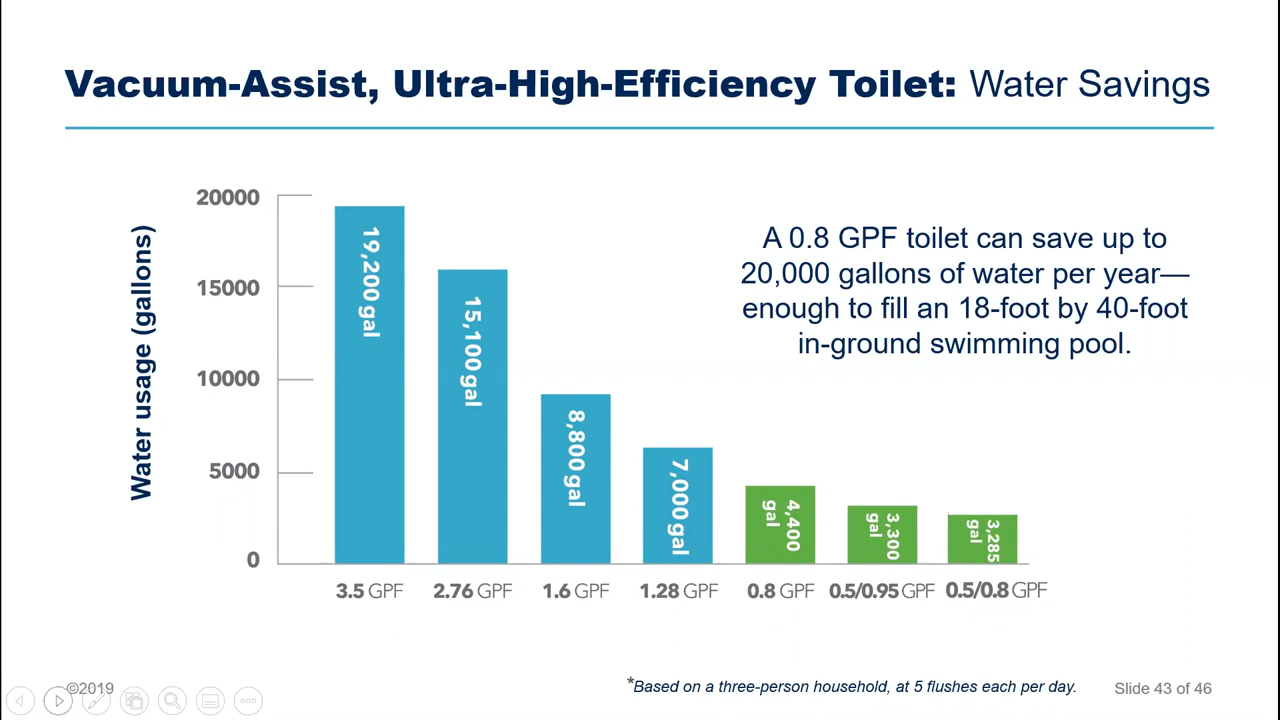 Vacuum-Assist, Ultra-High-Efficiency Toilet: Water Savings
Water usage (gallons)
20000
15000
10000
5000
0
19,200 gal
15,100 gal
8,800 gal
7,000 gal
4,400
gal
3,300
gal
3,285
gal
3.5 GPF
2.76 GPF
1.6 GPF
1.28 GPF
0.8 GPF
0.5/0.95 GPF
0.5/0.8 GPF
A 0.8 GPF toilet can save up to
20,000 gallons of water per year—
enough to fill an 18-foot by 40-foot
in-ground swimming pool.
©2019
*Based on a three-person household, at 5 flushes each per day.
Slide 43 of 46